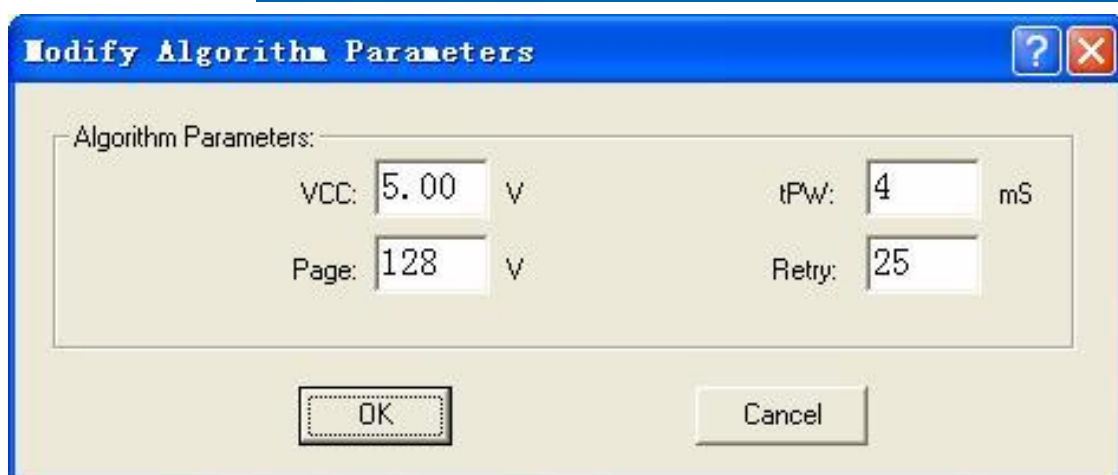 Modify Algorithm Parameters
Algorithm Parameters:
VCC: 5.00 V tPW: 4 mS
Page: 128 V Retry: 25
OK Cancel